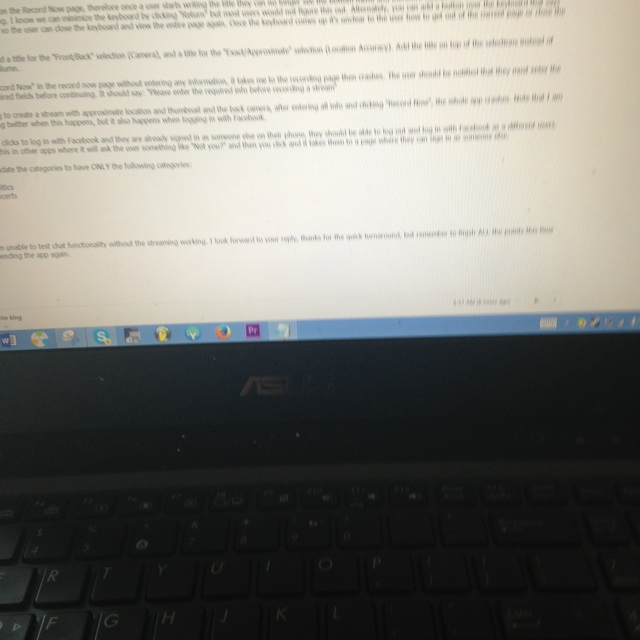 on the Record Now page, therefore once a user starts writing the title they can no longer see the
ng. I know we can minimize the keyboard by clicking "Return" but most users would not figure this out. Alternatively, you can add a button over the keyboard that says
so the user can close the keyboard and view the entire page again. Once the keyboard comes up it's unclear to the user how to get out of the current page or close the
d a title for the "Front/Back" selection (Camera), and a title for the "Exact/Approximate" selection (Location Accuracy). Add the title on top of the selections instead of
cord Now" in the record now page without entering any information, it takes me to the recording page then crashes. The user should be notified that they must enter the
ired fields before continuing. It should say: "Please enter the required info before recording a stream"
g to create a stream with approximate location and thumbnail and the back camera, after entering all info and clicking "Record Now", the whole app crashes. Note that I am
g twitter when this happens, but it also happens when logging in with Facebook.
clicks to log in with Facebook and they are already signed in as someone else on their phone, they should be able to log out and log in with Facebook as a different user.
this in other apps where it will ask the user something like "Not you?" and then you click and it takes them to a page where they can sign in as someone else
date the categories to have ONLY the following categories:
itics
ncerts
unable to test chat functionality without the streaming working. I look forward to your reply, thanks for the quick turnaround, but remember to finish ALL the points this time
ending the app again.
king
W
S
Pr
ASUS
R T Y U I O P
F G H J K L